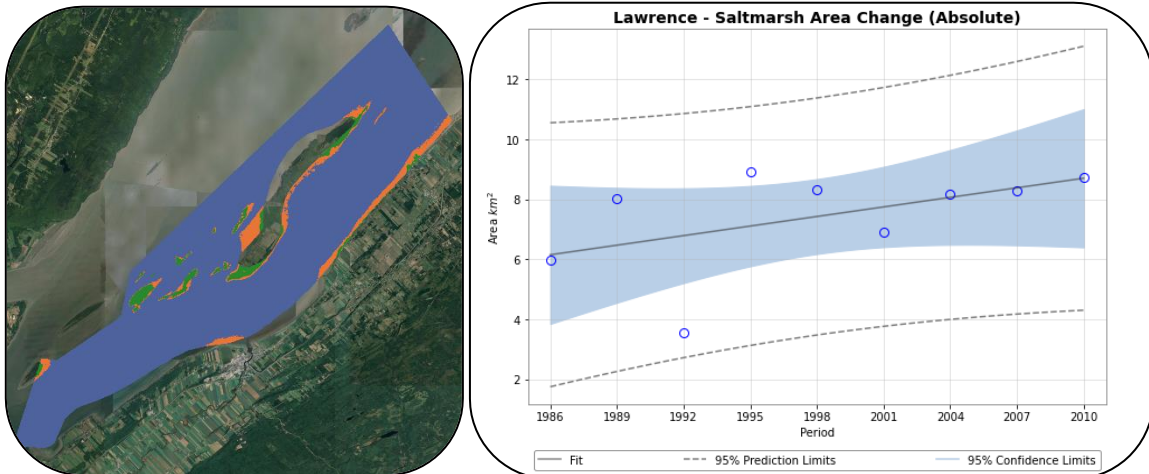 Lawrence - Saltmarsh Area Change (Absolute)
12
10
8
6
4
2
Area km²
1986 1989 1992 1995 1998 2001 2004 2007 2010
Period
Fit 95% Prediction Limits 95% Confidence Limits